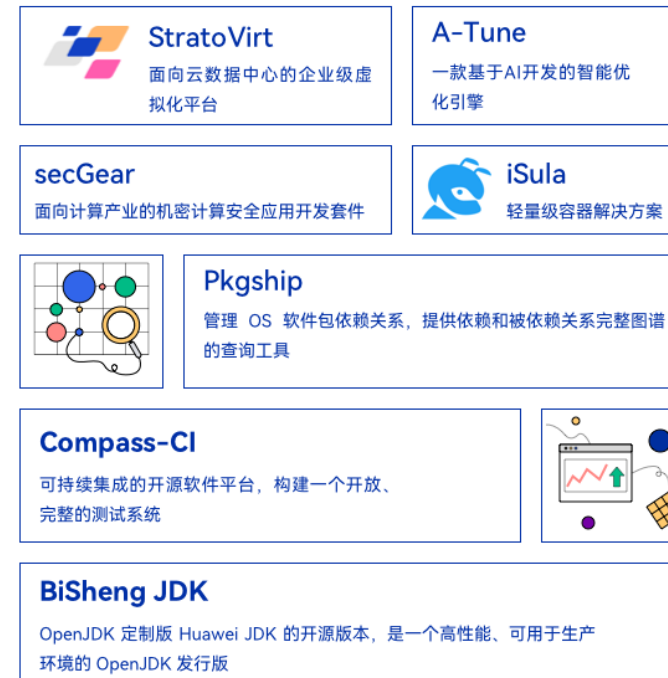 StratoVirt
面向云数据中心的企业级虚
拟化平台
A-Tune
一款基于AI开发的智能优
化引擎
secGear
面向计算产业的机密计算安全应用开发套件
iSula
轻量级容器解决方案
Pkgship
管理 OS 软件包依赖关系，提供依赖和被依赖关系完整图谱
的查询工具
Compass-CI
可持续集成的开源软件平台，构建一个开放、
完整的测试系统
BiSheng JDK
OpenJDK 定制版 Huawei JDK 的开源版本，是一个高性能、可用于生产
环境的 OpenJDK 发行版